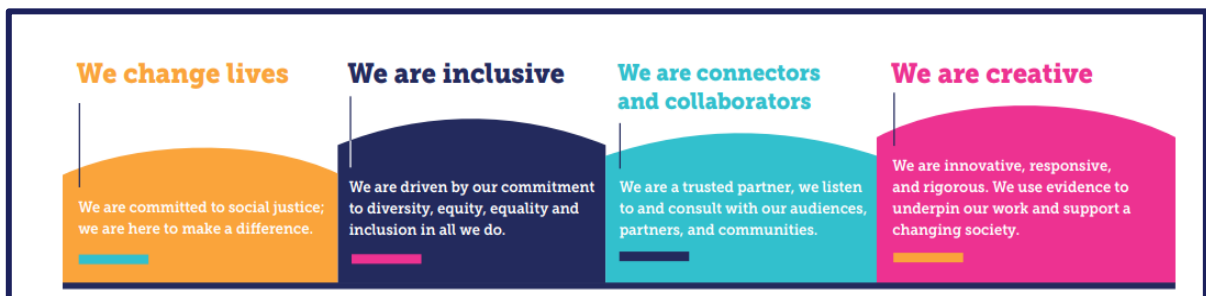 We change lives
We are committed to social justice;
we are here to make a difference.
We are inclusive
We are driven by our commitment
to diversity, equity, equality and
inclusion in all we do.
We are connectors
and collaborators
We are a trusted partner, we listen
to and consult with our audiences,
partners, and communities.
We are creative
We are innovative, responsive,
and rigorous. We use evidence to
underpin our work and support a
changing society.